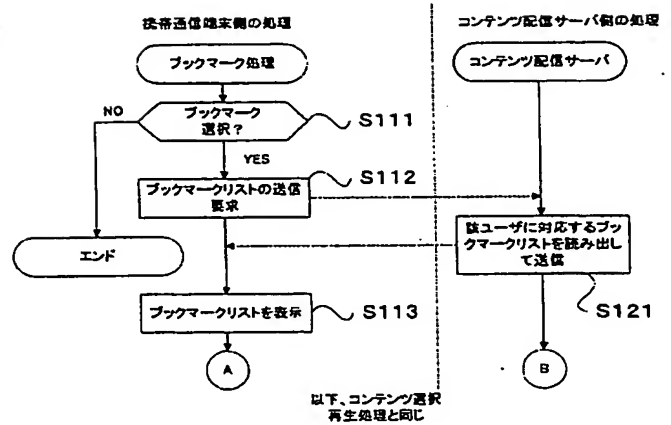 携帯通信端末側の処理
コンテンツ配信サーバ側の処理
ブックマーク処理
コンテンツ配信サーバ
NO
ブックマーク
選択?
S111
YES
ブックマークリストの送信
要求
S112
エンド
該ユーザに対応するブッ
クマークリストを読み出し
て送信
S121
ブックマークリストを表示
S113
A
B
以下、コンテンツ選択
再生処理と同じ